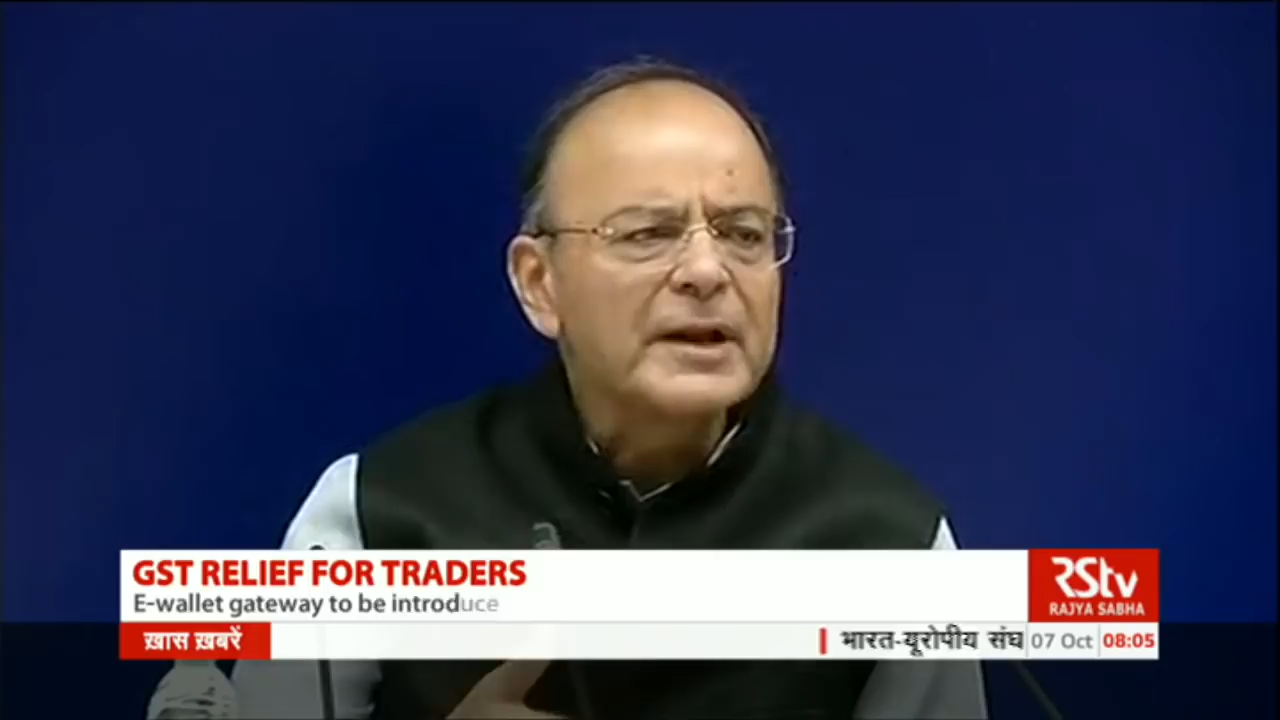 GST RELIEF FOR TRADERS
E-wallet gateway to be introduce
RSTV
RAJYA SABHA
ख़ास ख़बरें
भारत-यूरोपीय संघ
07 Oct
08:05